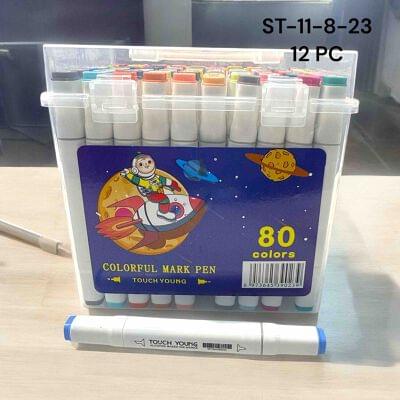 ST-11-8-23
12 PC
80
colors
COLORFUL MARK PEN
TOUCH YOUNG
TOUCH YOUNG